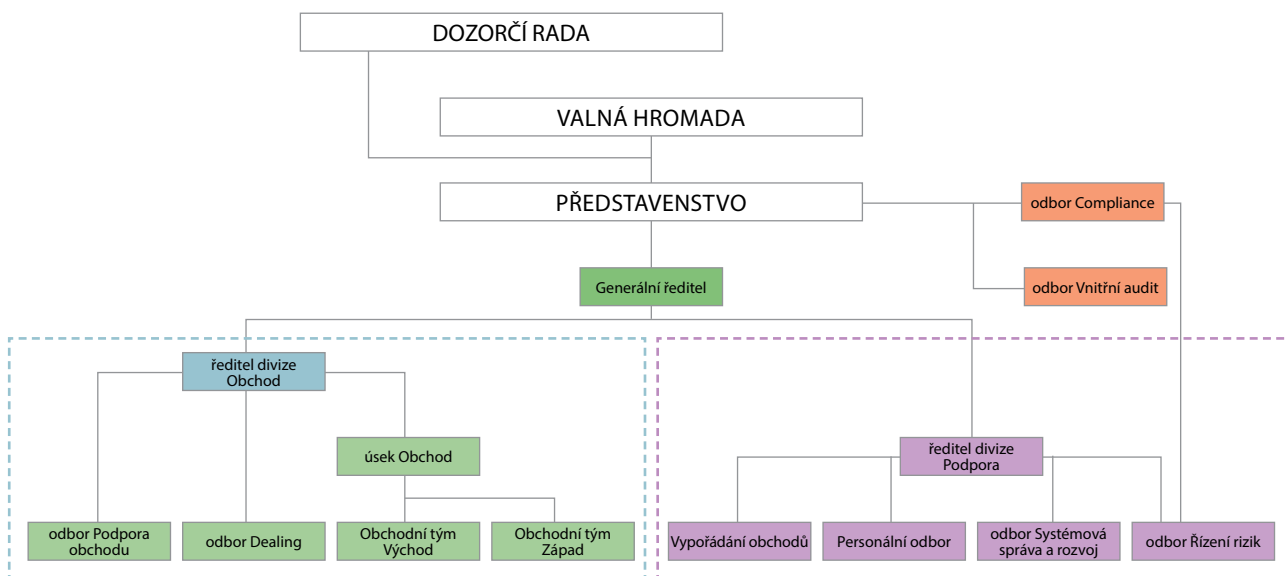 DOZORČÍ RADA
VALNÁ HROMADA
PŘEDSTAVENSTVO
odbor Compliance
Generální ředitel
odbor Vnitřní audit
ředitel divize
Obchod
úsek Obchod
ředitel divize
Podpora
odbor Podpora
obchodu
odbor Dealing
Obchodní tým
Východ
Obchodní tým
Západ
Vypořádání obchodů
Personální odbor
odbor Systémová
správa a rozvoj
odbor Řízení rizik